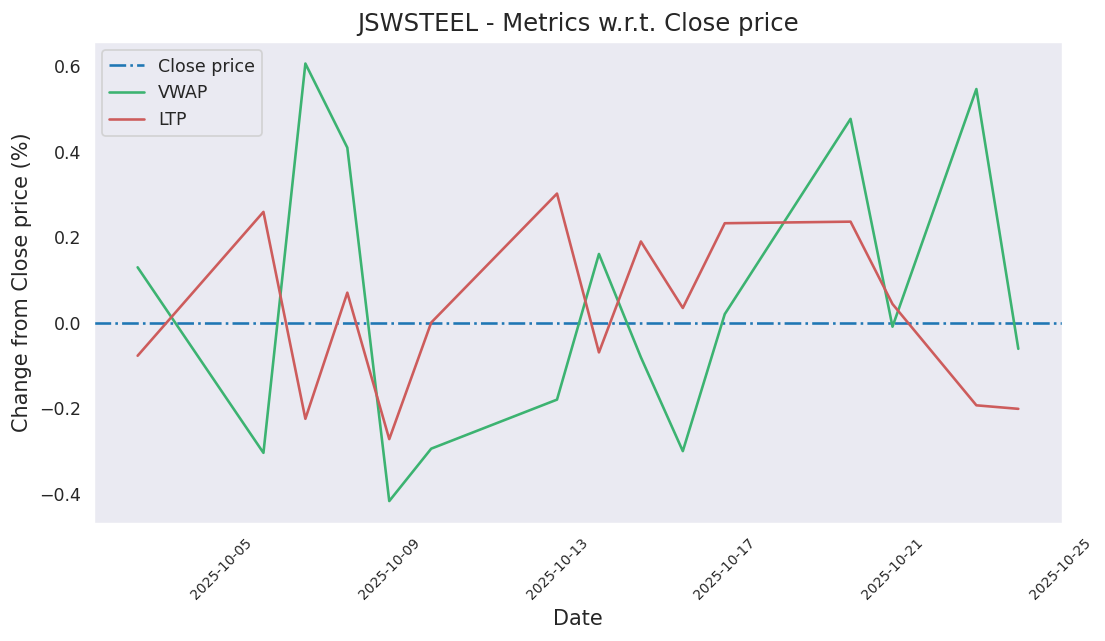 JSWSTEEL - Metrics w.r.t. Close price
Close price
VWAP
LTP
Change from Close price (%)
0.6
0.4
0.2
0.0
−0.2
−0.4
2025-10-05
2025-10-09
2025-10-13
2025-10-17
2025-10-21
2025-10-25
Date